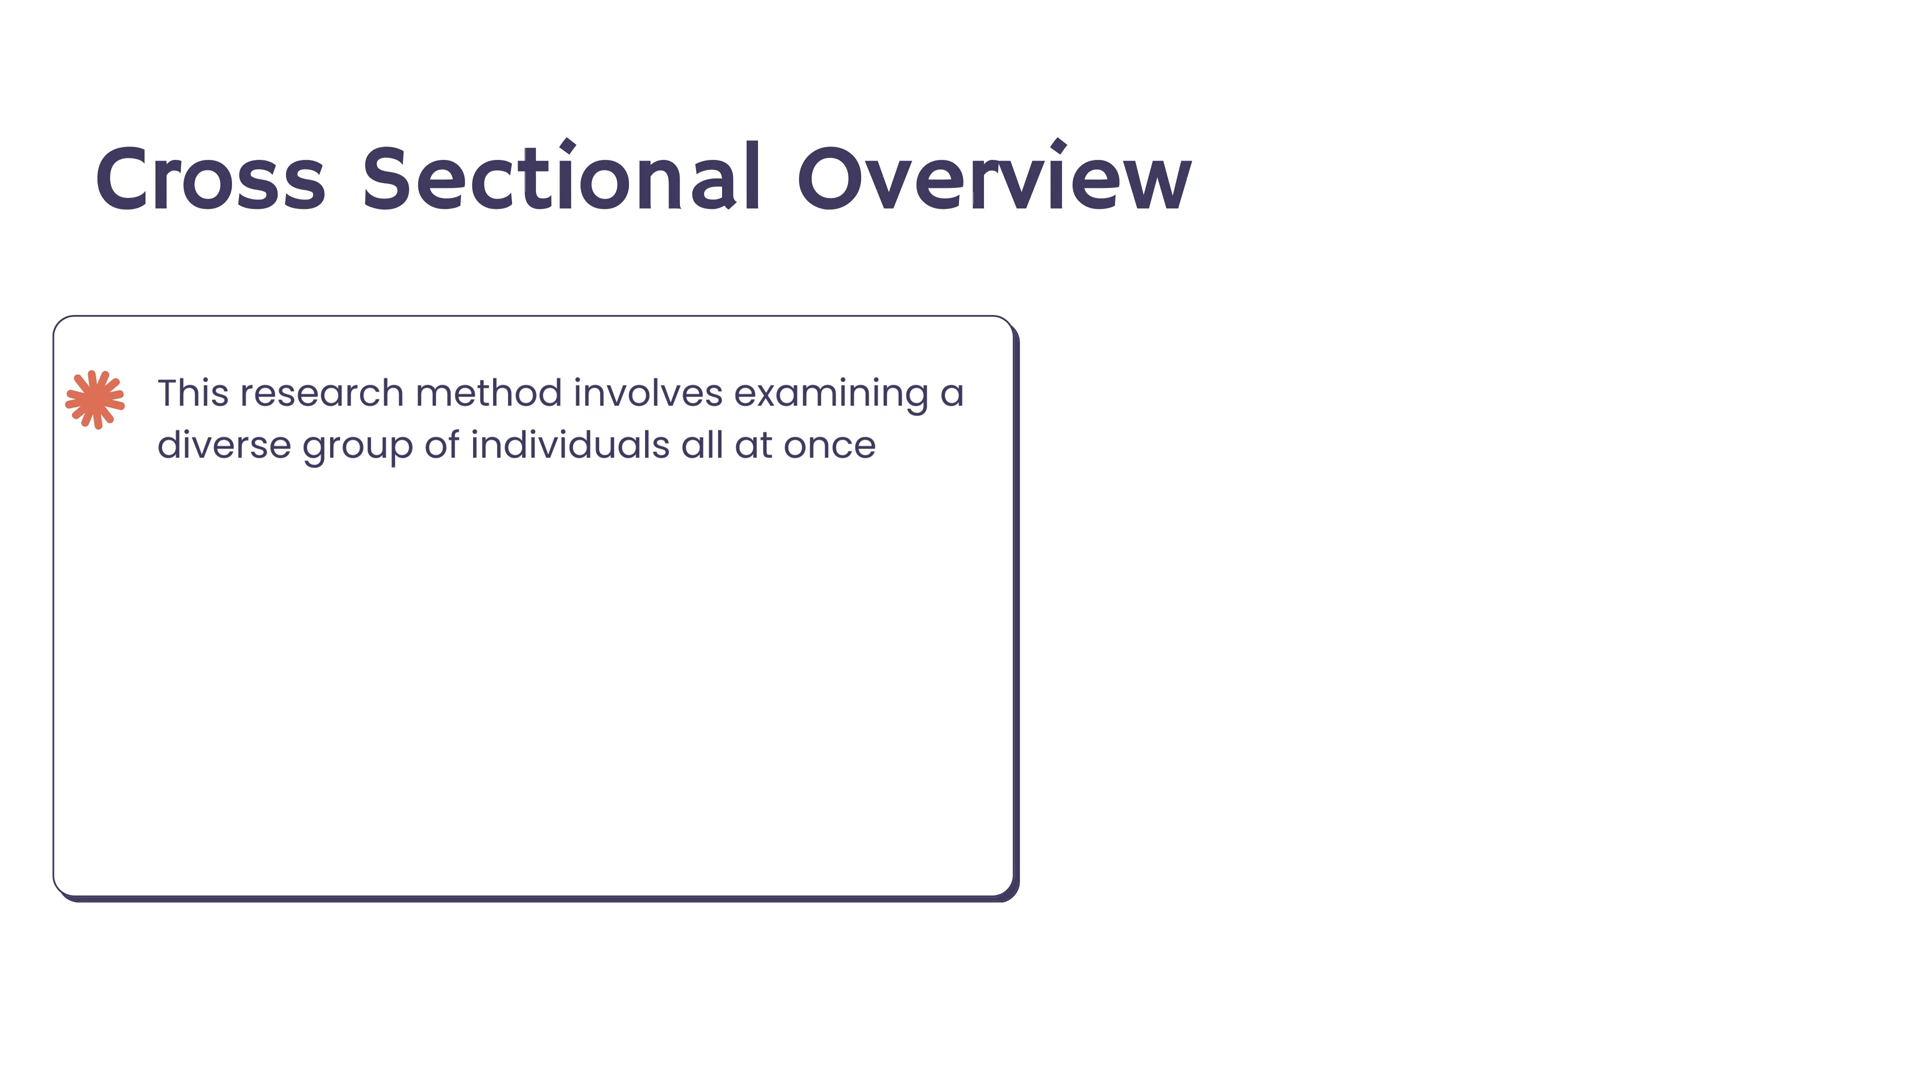 Cross Sectional Overview
This research method involves examining a
diverse group of individuals all at once